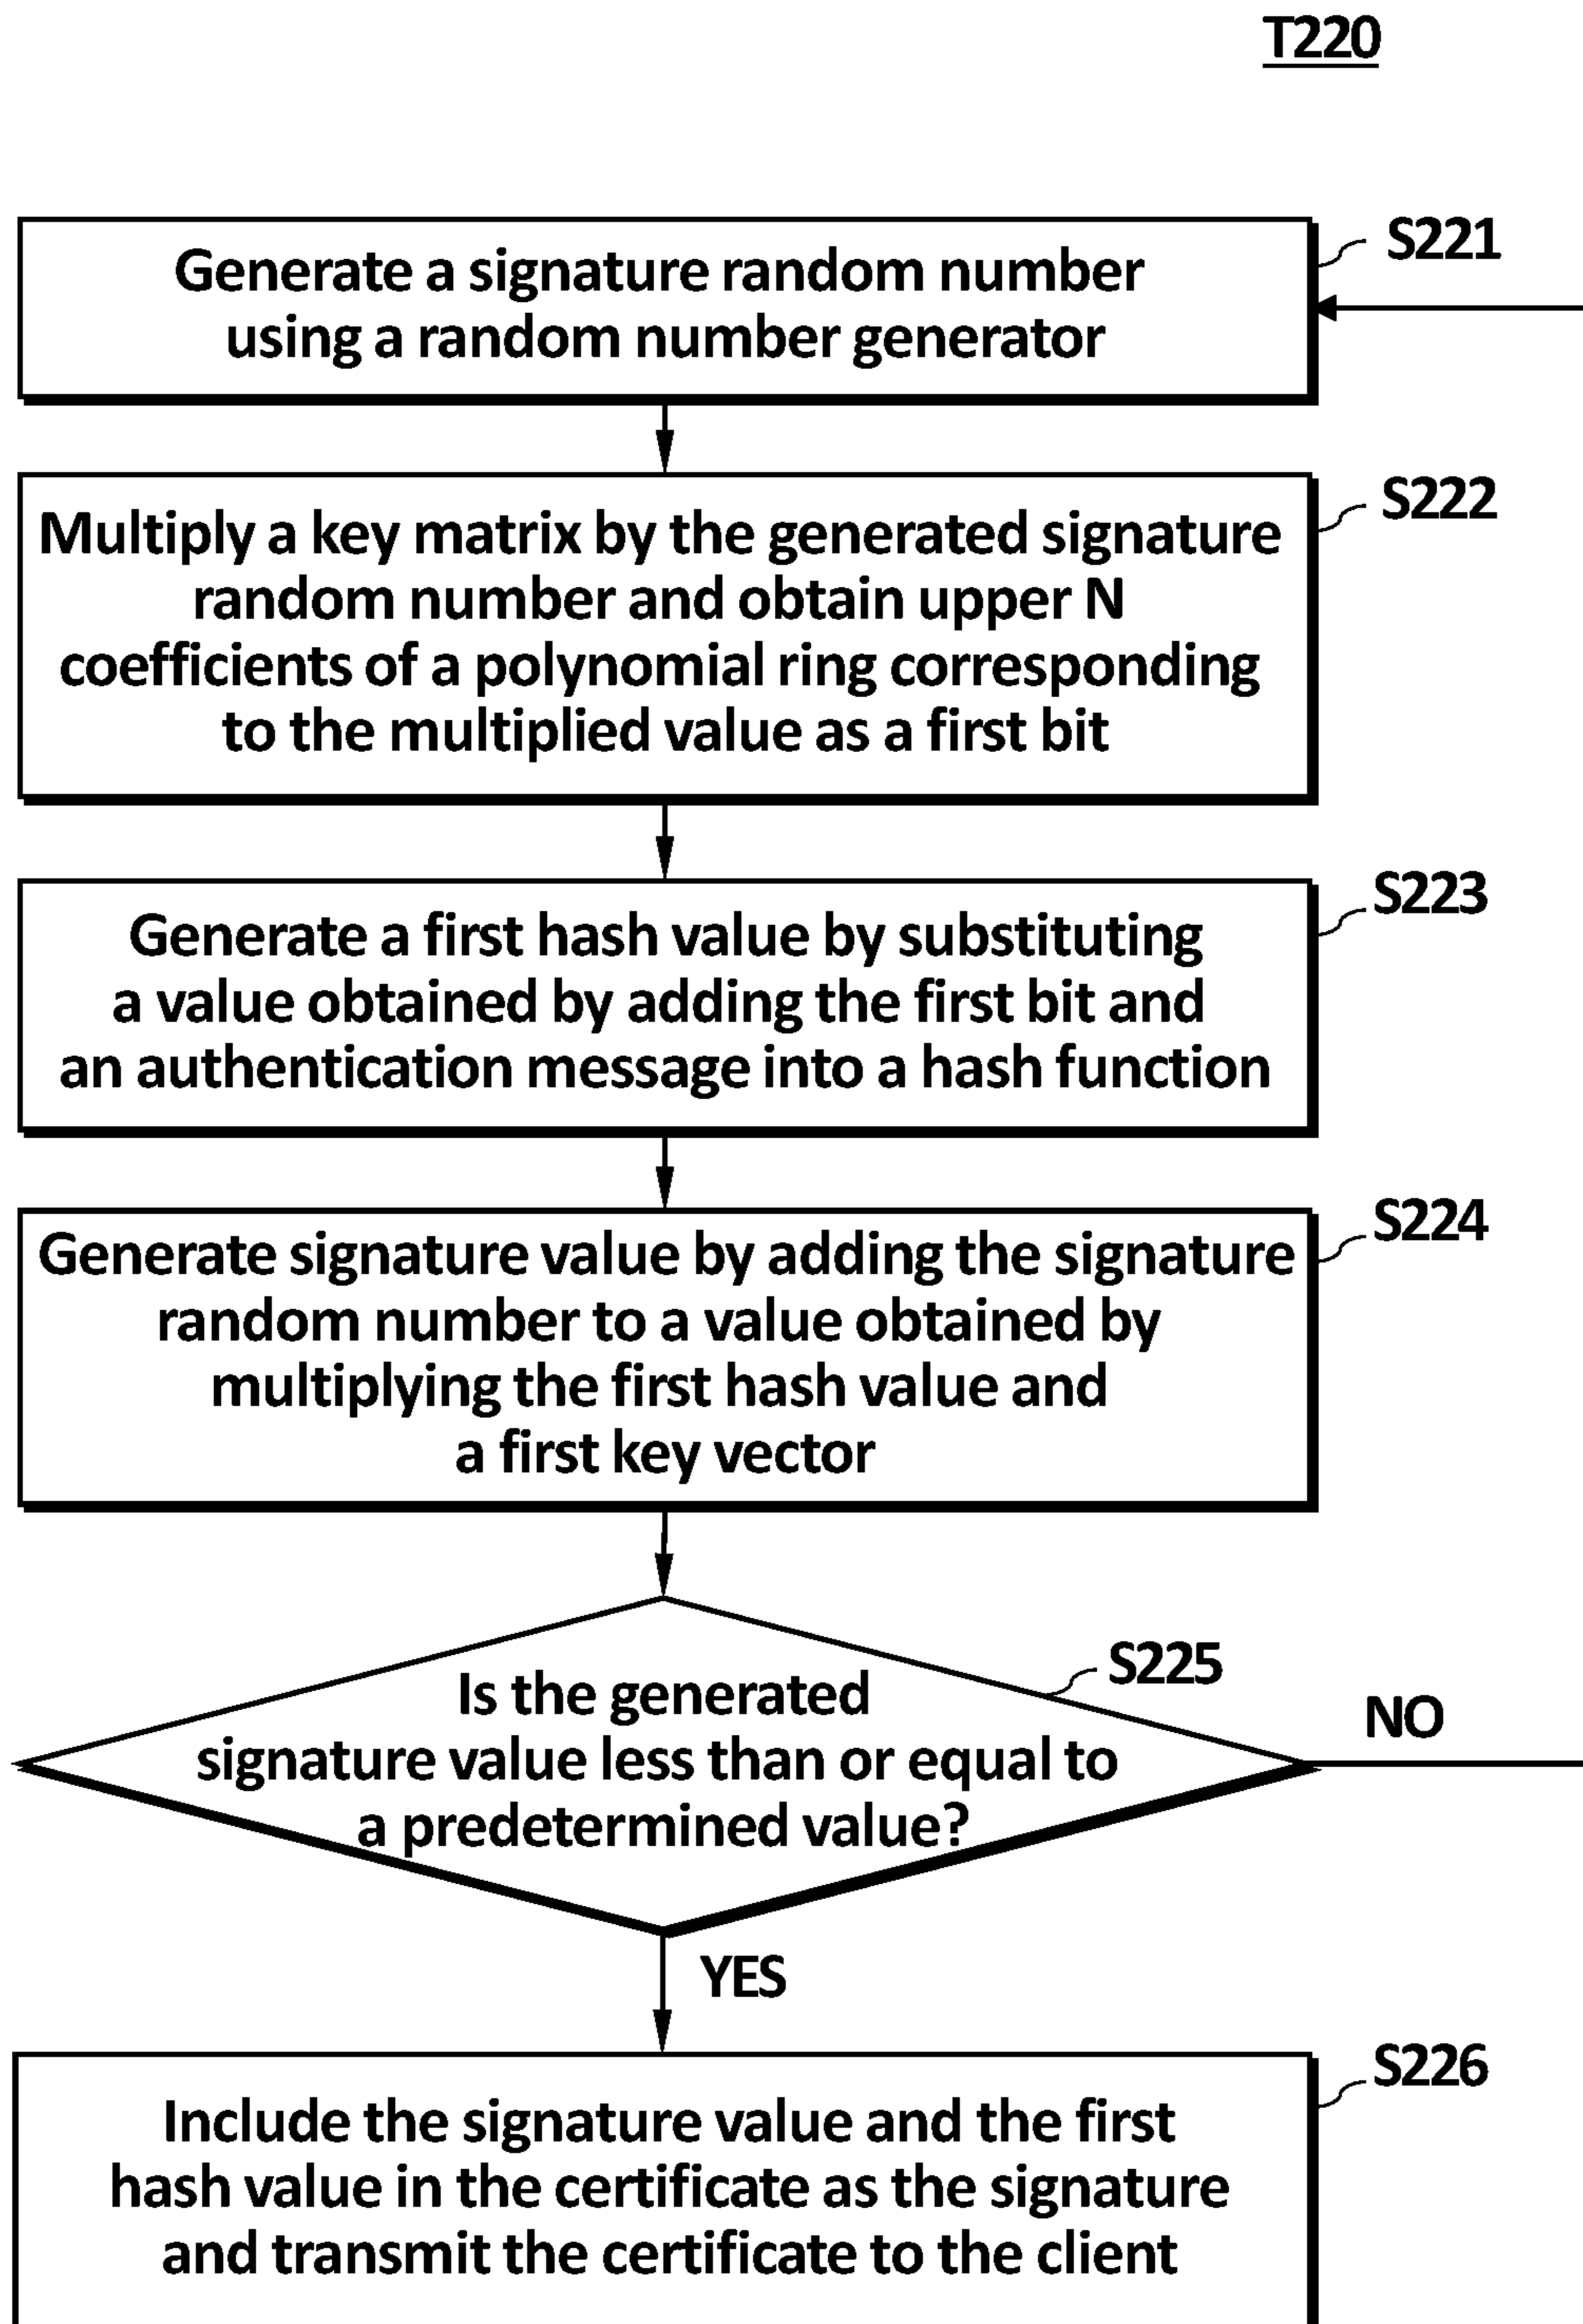 T220
S221
Generate a signature random number
using a random number generator
S222
Multiply a key matrix by the generated signature
random number and obtain upper N
coefficients of a polynomial ring corresponding
to the multiplied value as a first bit
S223
Generate a first hash value by substituting
a value obtained by adding the first bit and
an authentication message into a hash function
S224
Generate signature value by adding the signature
random number to a value obtained by
multiplying the first hash value and
a first key vector
S225
Is the generated
signature value less than or equal to
a predetermined value?
NO
YES
S226
Include the signature value and the first
hash value in the certificate as the signature
and transmit the certificate to the client